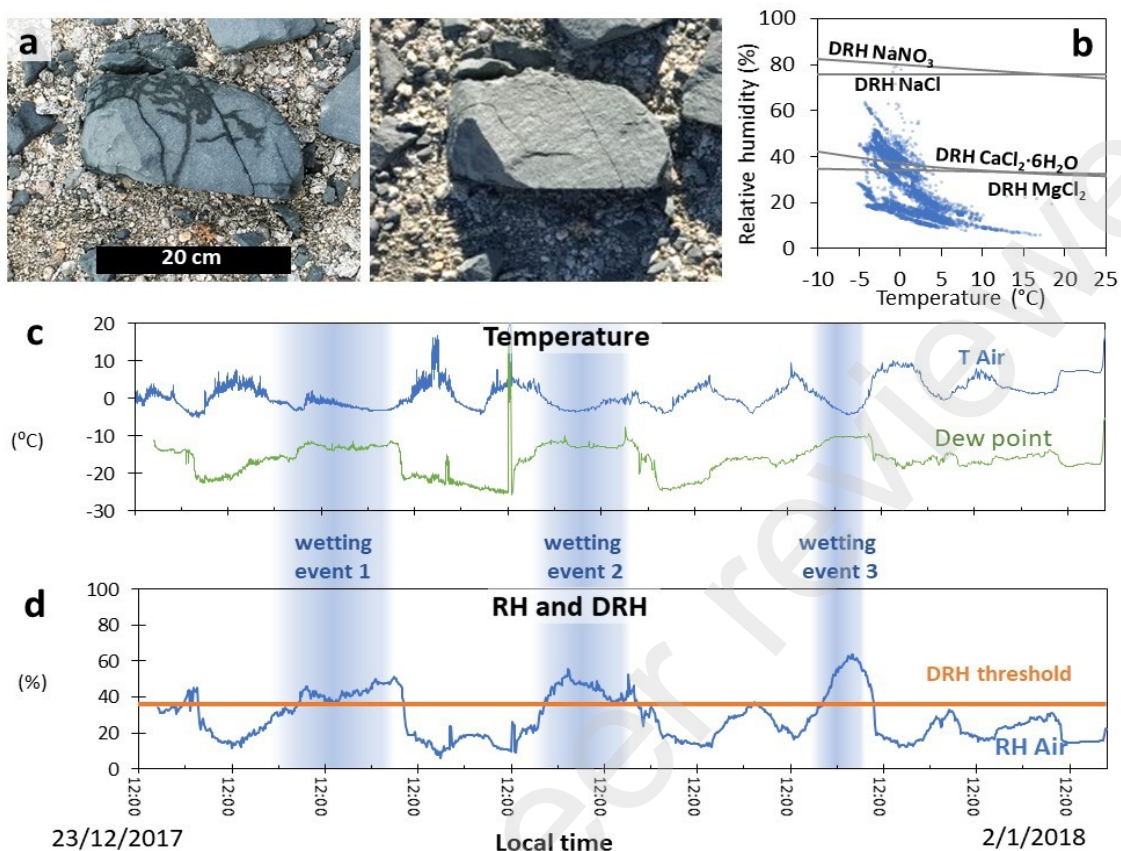 a
20 cm
b
Relative humidity (%)
100
80
60
40
20
0
DRH NaNO₃
DRH NaCl
DRH CaCl₂·6H₂O
DRH MgCl₂
-10 -5 0 5 10 15 20 25
Temperature (°C)
c
Temperature
20
10
0
-10
-20
-30
(°C)
T Air
Dew point
wetting
event 1
wetting
event 2
wetting
event 3
d
RH and DRH
100
80
60
40
20
0
(%)
DRH threshold
RH Air
12:00 12:00 12:00 12:00 12:00 12:00 12:00 12:00 12:00 12:00 12:00
23/12/2017
Local time
2/1/2018
eer reviewe